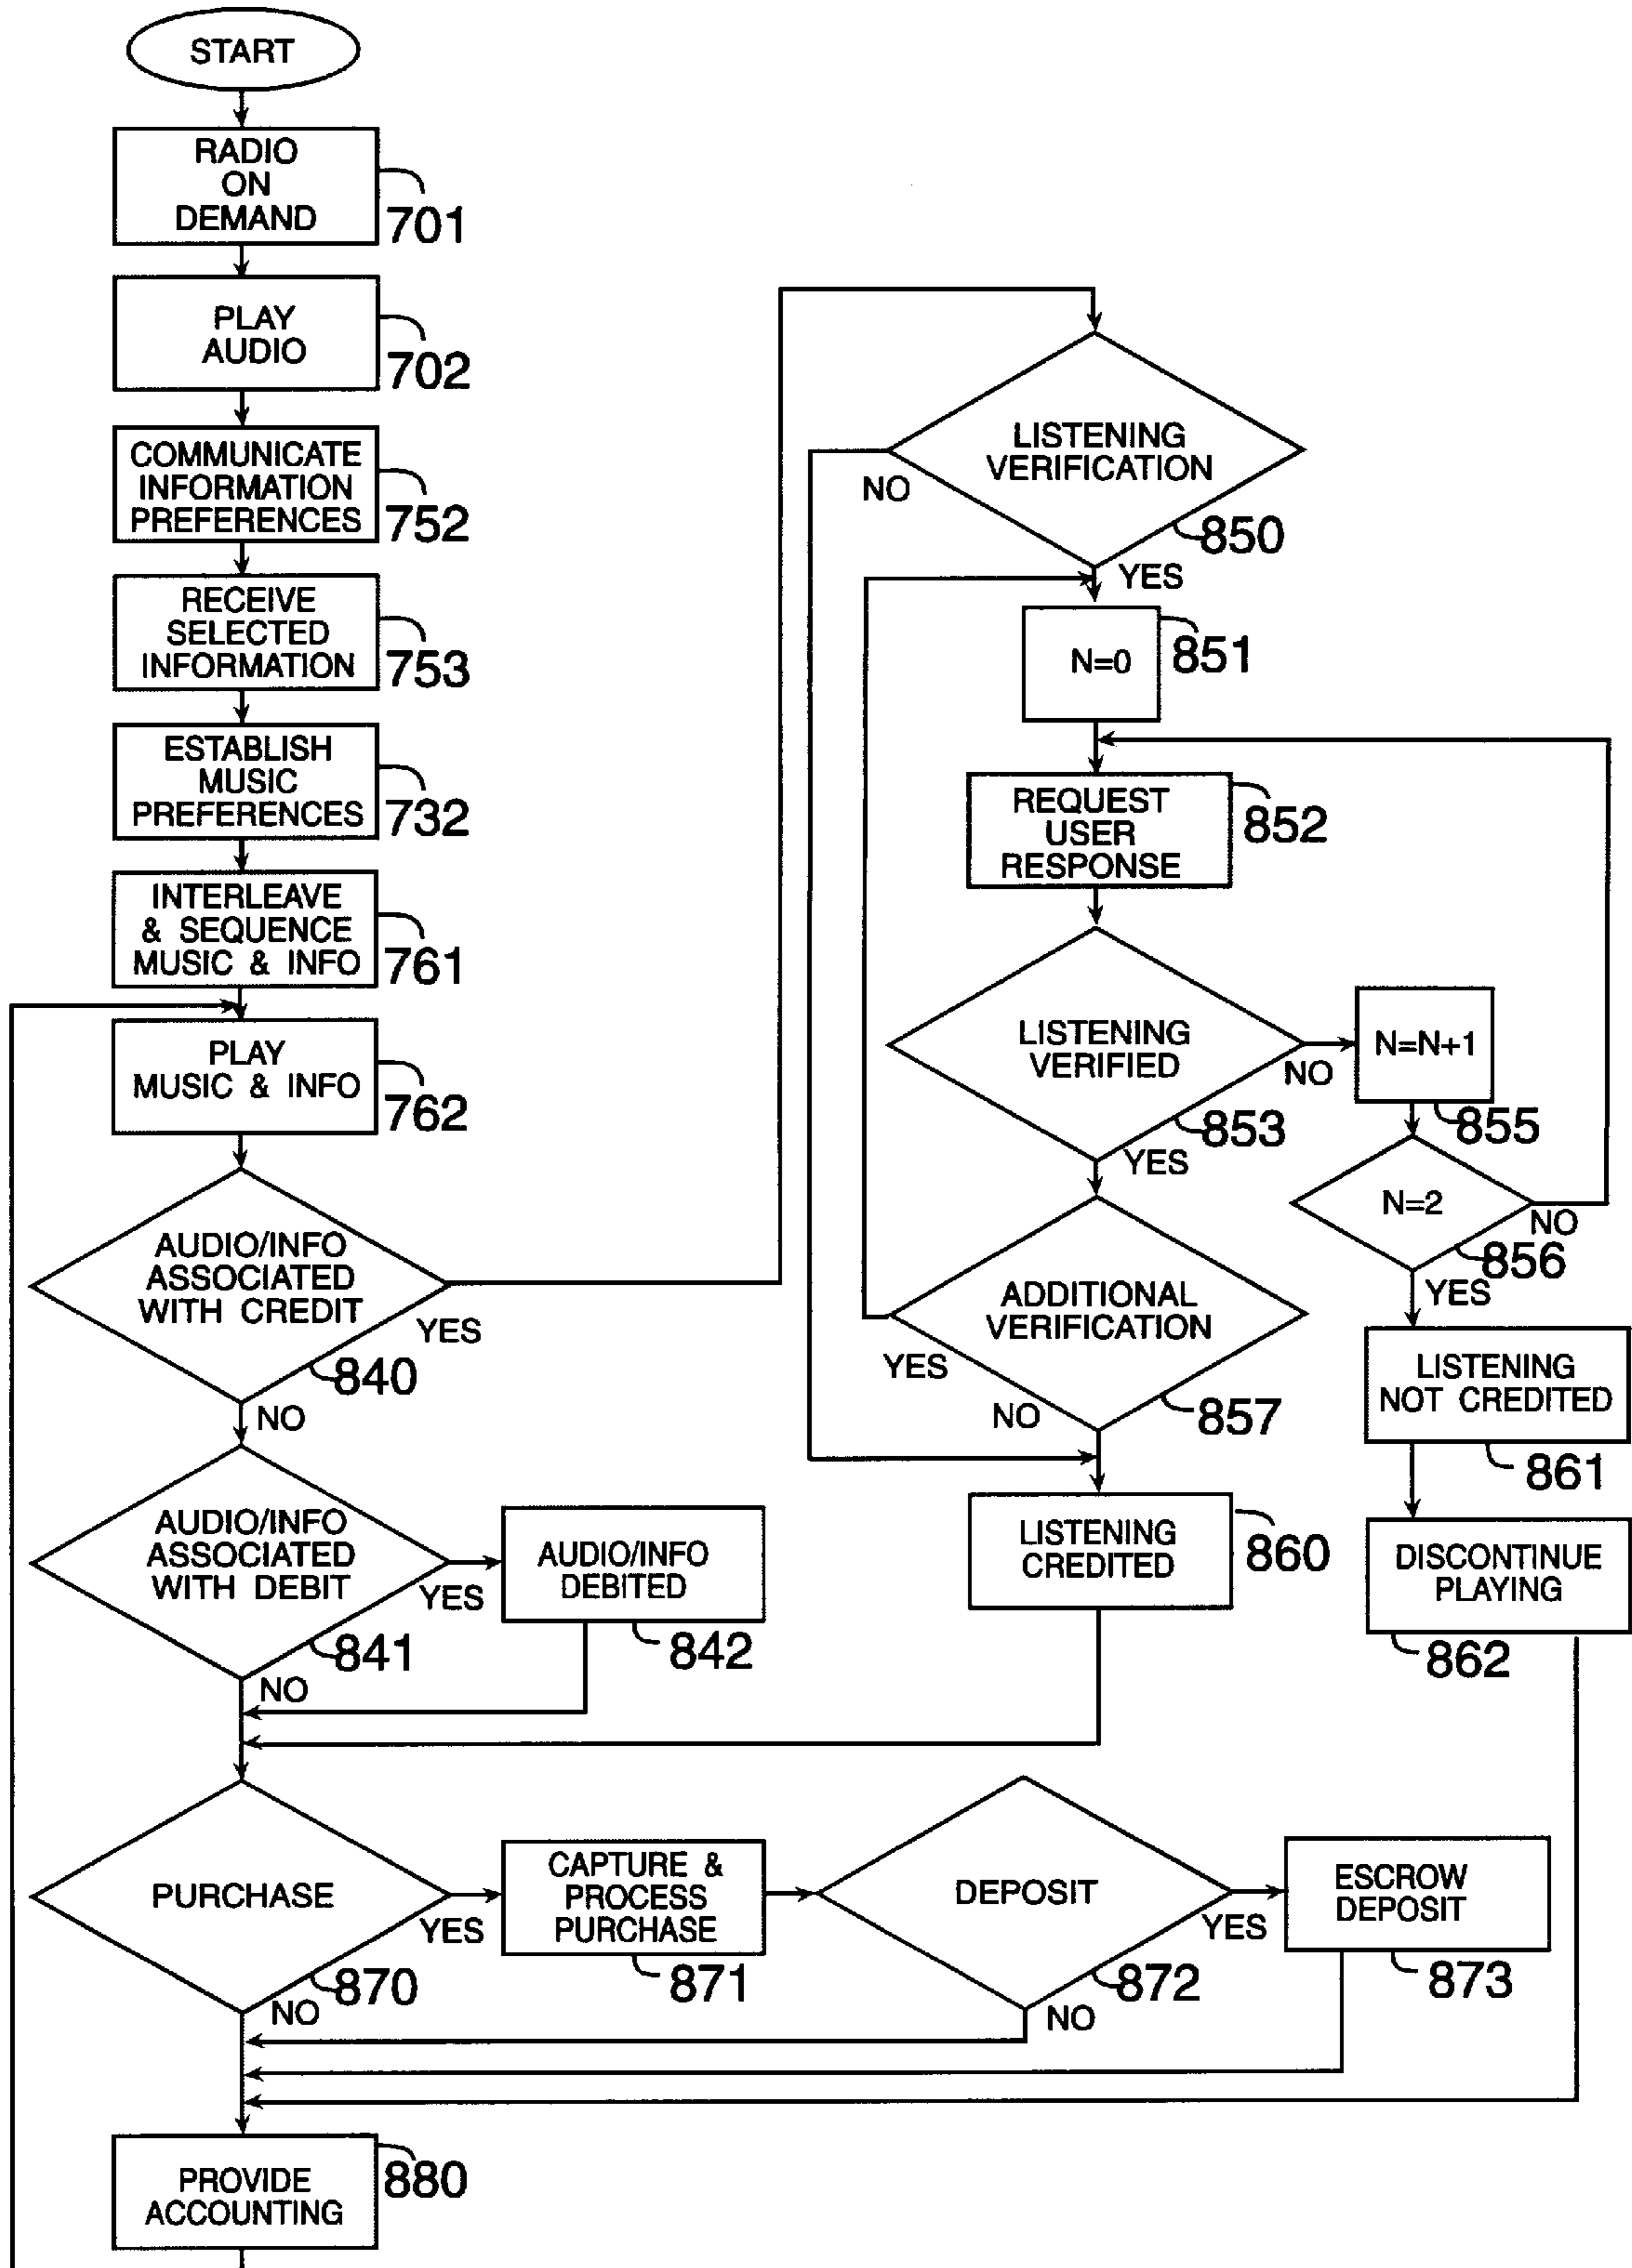 START
RADIO
ON
DEMAND
701
PLAY
AUDIO
702
COMMUNICATE
INFORMATION
PREFERENCES
752
RECEIVE
SELECTED
INFORMATION
753
ESTABLISH
MUSIC
PREFERENCES
732
INTERLEAVE
& SEQUENCE
MUSIC & INFO
761
PLAY
MUSIC & INFO
762
AUDIO/INFO
ASSOCIATED
WITH CREDIT
YES
840
NO
AUDIO/INFO
ASSOCIATED
WITH DEBIT
YES
841
NO
AUDIO/INFO
DEBITED
842
LISTENING
VERIFICATION
NO
850
YES
N=0
851
REQUEST
USER
RESPONSE
852
LISTENING
VERIFIED
NO
853
YES
N=N+1
855
N=2
NO
856
YES
ADDITIONAL
VERIFICATION
YES
857
NO
LISTENING
CREDITED
860
LISTENING
NOT CREDITED
861
DISCONTINUE
PLAYING
862
PURCHASE
YES
870
NO
CAPTURE &
PROCESS
PURCHASE
871
DEPOSIT
YES
872
NO
ESCROW
DEPOSIT
873
PROVIDE
ACCOUNTING
880